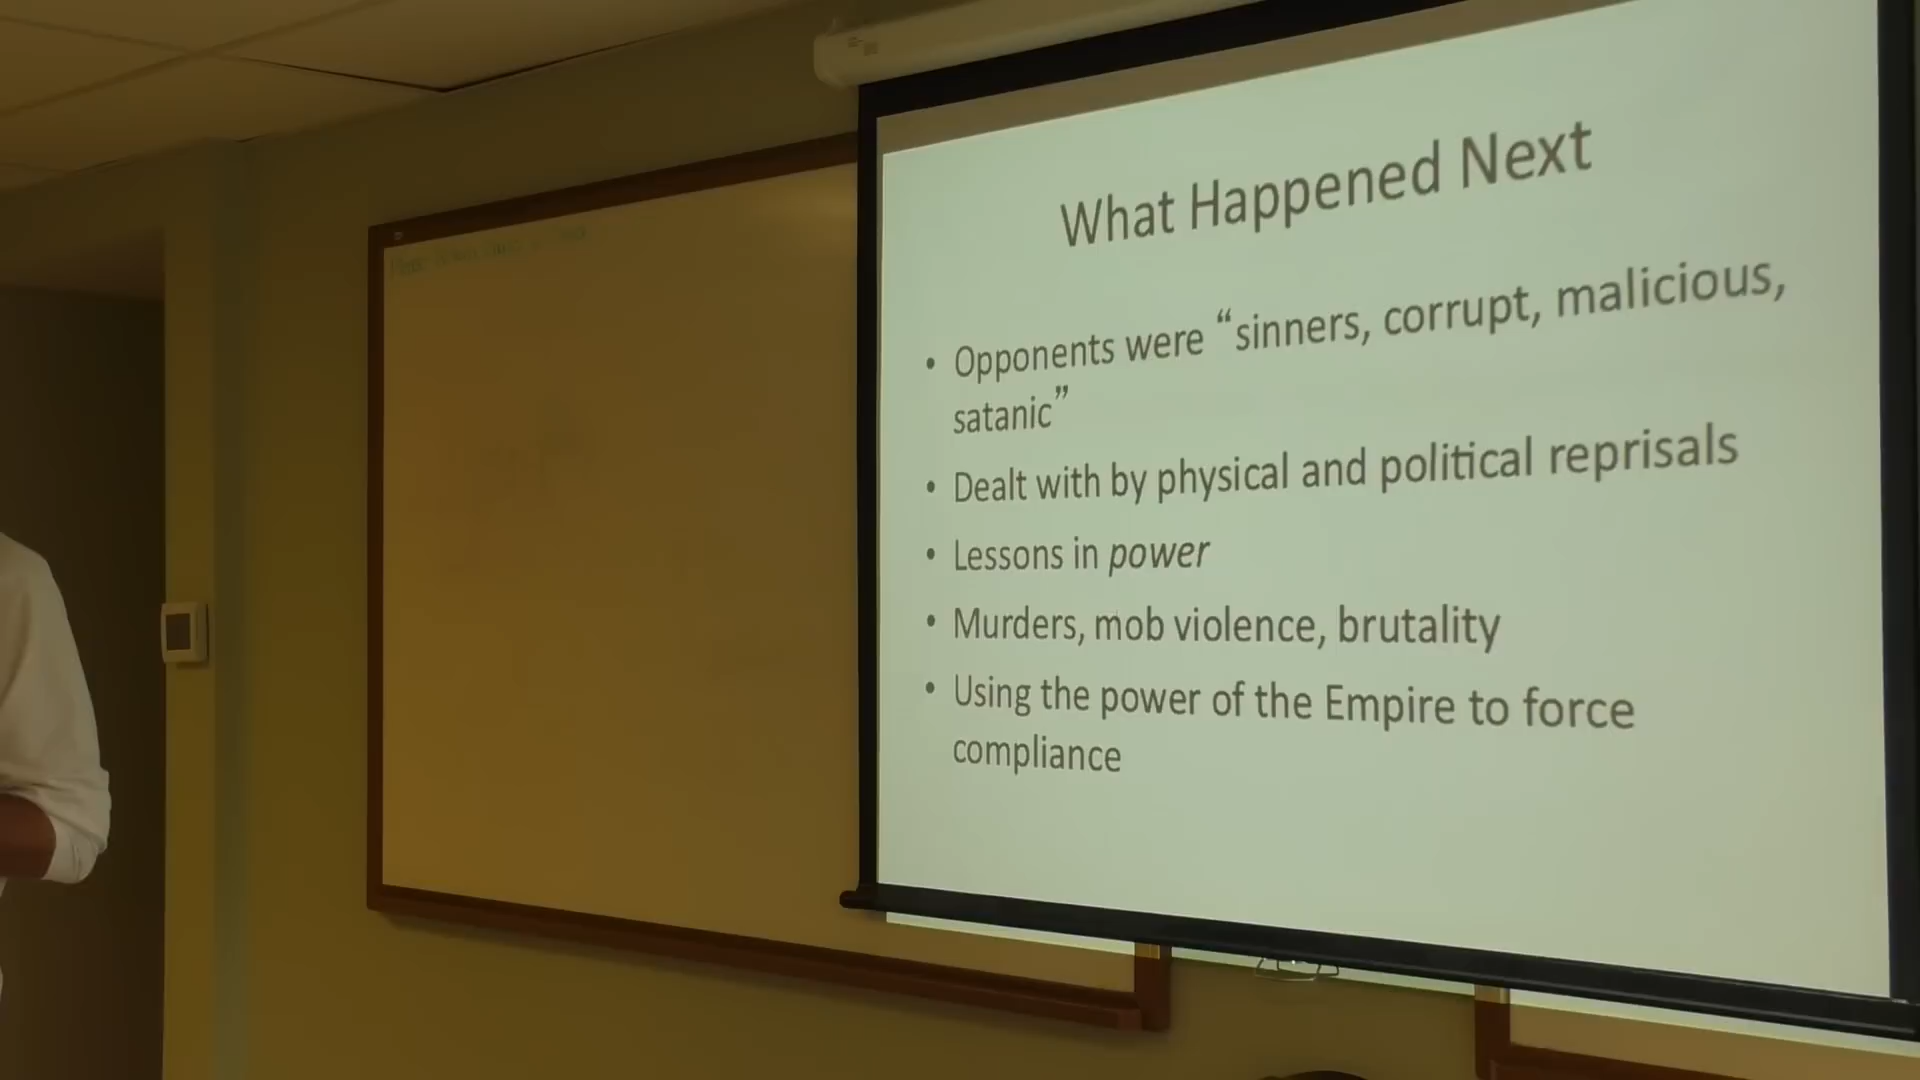 What Happened Next
• Opponents were “sinners, corrupt, malicious,
satanic”
• Dealt with by physical and political reprisals
• Lessons in power
• Murders, mob violence, brutality
• Using the power of the Empire to force
compliance